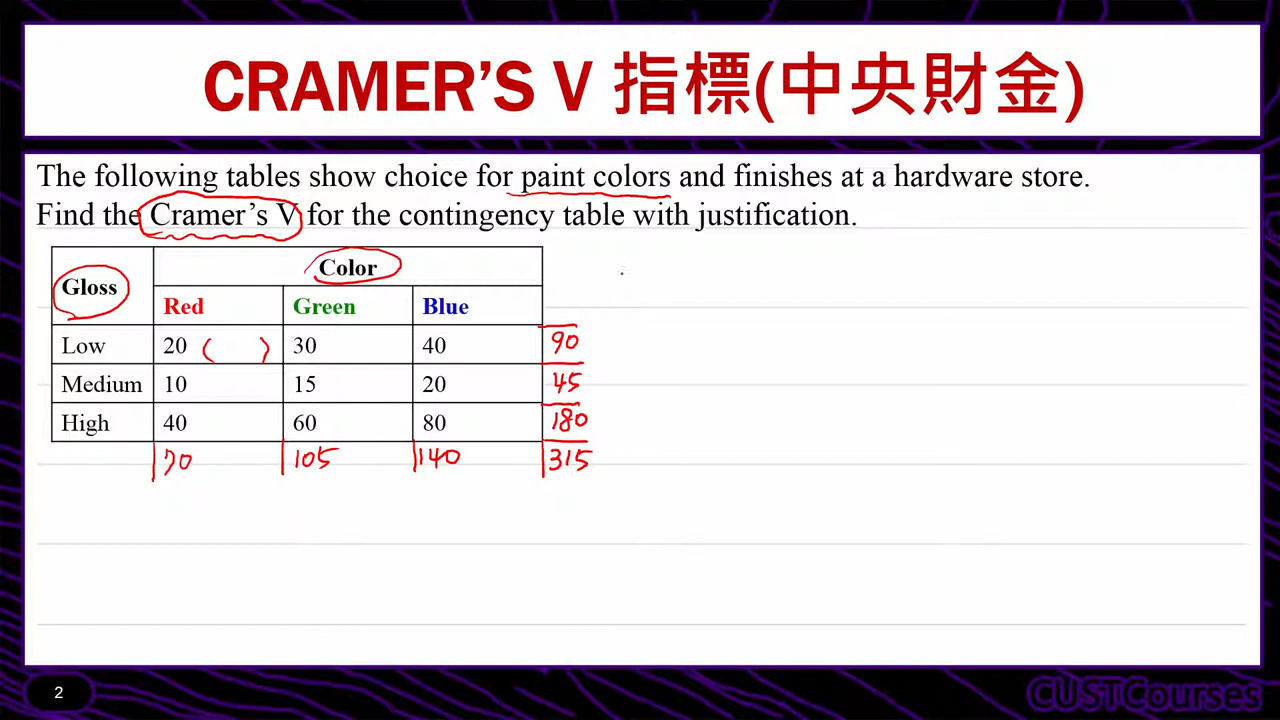 CRAMER'S V 指標(中央財金)
The following tables show choice for paint colors and finishes at a hardware store.
Find the Cramer's V for the contingency table with justification.
Gloss Color
Red Green Blue
Low 20 ( ) 30 40 90
Medium 10 15 20 45
High 40 60 80 180
70 105 140 315
2
CUSTCourses